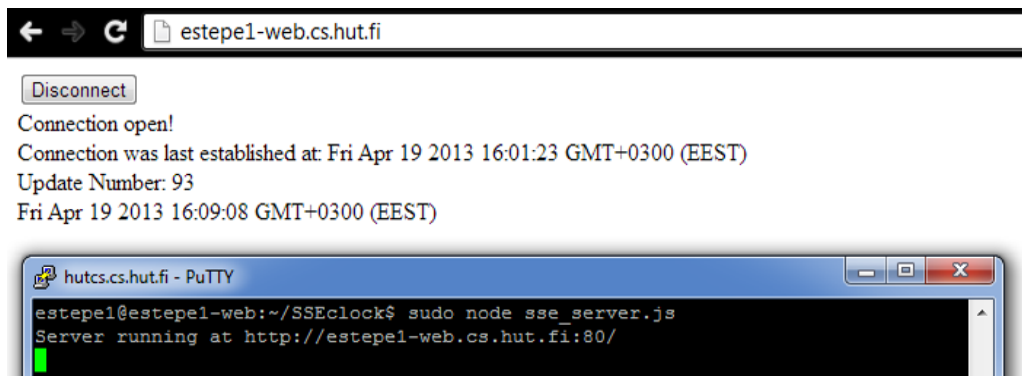 estepe1-web.cs.hut.fi
Disconnect
Connection open!
Connection was last established at: Fri Apr 19 2013 16:01:23 GMT+0300 (EEST)
Update Number: 93
Fri Apr 19 2013 16:09:08 GMT+0300 (EEST)
hutcs.cs.hut.fi - PuTTY
estepe1@estepe1-web:~/SSEclock$ sudo node sse_server.js
Server running at http://estepe1-web.cs.hut.fi:80/